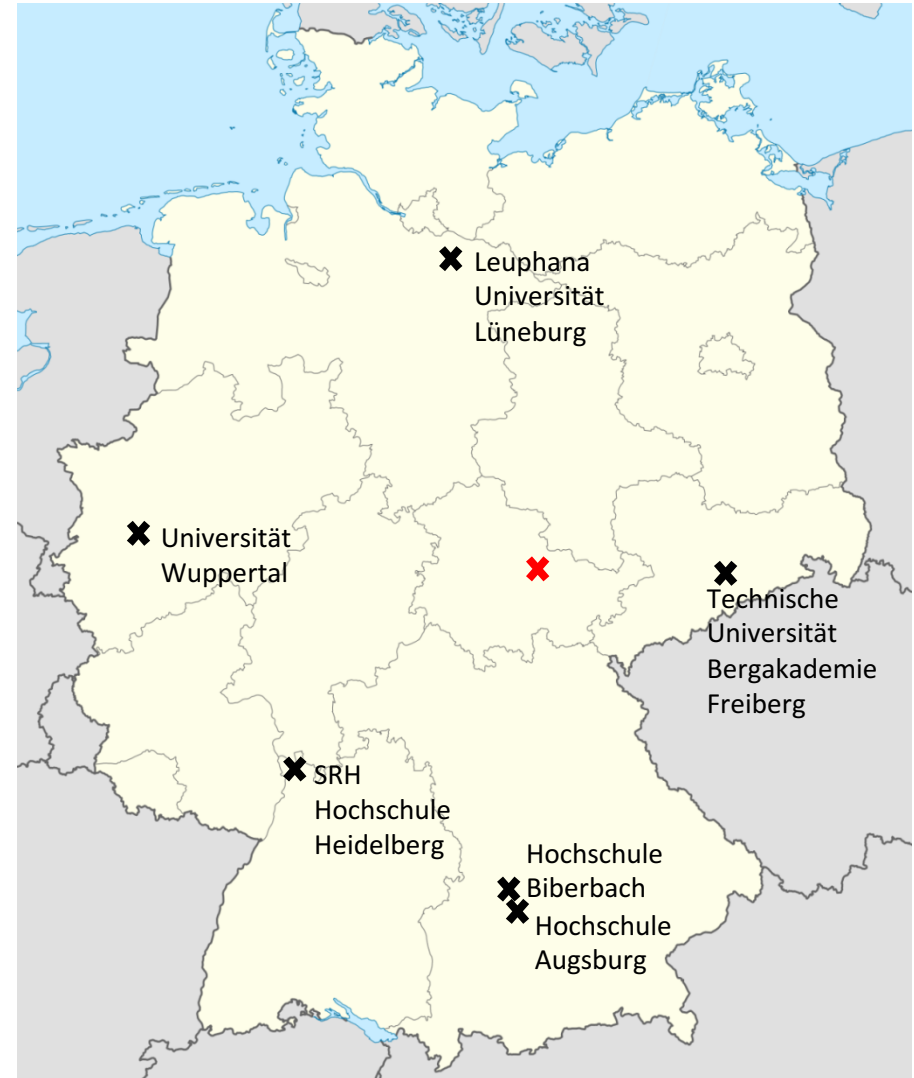 Leuphana
Universität
Lüneburg
Universität
Wuppertal
Technische
Universität
Bergakademie
Freiberg
SRH
Hochschule
Heidelberg
Hochschule
Biberbach
Hochschule
Augsburg